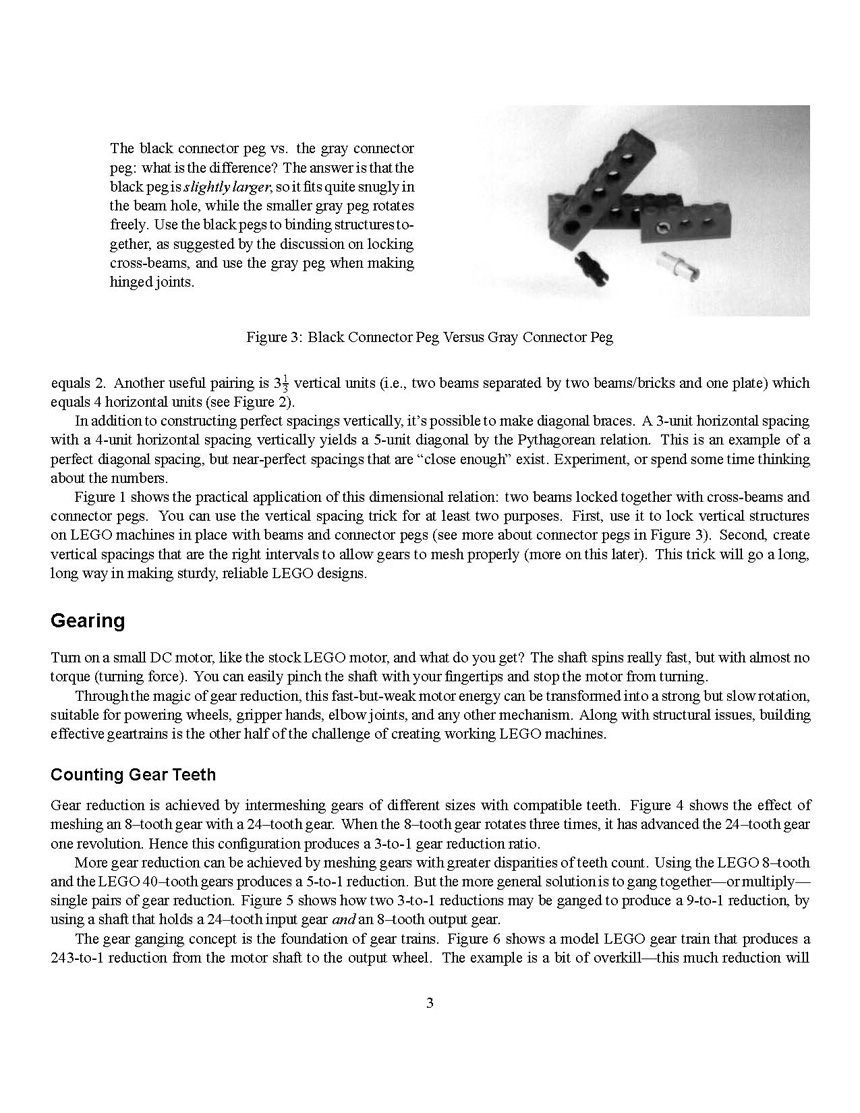 The black connector peg vs. the gray connector
peg: what is the difference? The answer is that the
black peg is slightly larger, so it fits quite snugly in
the beam hole, while the smaller gray peg rotates
freely. Use the black pegs to binding structures to-
gether, as suggested by the discussion on locking
cross-beams, and use the gray peg when making
hinged joints.
Figure 3: Black Connector Peg Versus Gray Connector Peg
equals 2. Another useful pairing is 3 1/3 vertical units (i.e., two beams separated by two beams/bricks and one plate) which
equals 4 horizontal units (see Figure 2).
In addition to constructing perfect spacings vertically, it's possible to make diagonal braces. A 3-unit horizontal spacing
with a 4-unit horizontal spacing vertically yields a 5-unit diagonal by the Pythagorean relation. This is an example of a
perfect diagonal spacing, but near-perfect spacings that are “close enough” exist. Experiment, or spend some time thinking
about the numbers.
Figure 1 shows the practical application of this dimensional relation: two beams locked together with cross-beams and
connector pegs. You can use the vertical spacing trick for at least two purposes. First, use it to lock vertical structures
on LEGO machines in place with beams and connector pegs (see more about connector pegs in Figure 3). Second, create
vertical spacings that are the right intervals to allow gears to mesh properly (more on this later). This trick will go a long,
long way in making sturdy, reliable LEGO designs.
Gearing
Turn on a small DC motor, like the stock LEGO motor, and what do you get? The shaft spins really fast, but with almost no
torque (turning force). You can easily pinch the shaft with your fingertips and stop the motor from turning.
Through the magic of gear reduction, this fast-but-weak motor energy can be transformed into a strong but slow rotation,
suitable for powering wheels, gripper hands, elbow joints, and any other mechanism. Along with structural issues, building
effective geartrains is the other half of the challenge of creating working LEGO machines.
Counting Gear Teeth
Gear reduction is achieved by intermeshing gears of different sizes with compatible teeth. Figure 4 shows the effect of
meshing an 8–tooth gear with a 24–tooth gear. When the 8–tooth gear rotates three times, it has advanced the 24–tooth gear
one revolution. Hence this configuration produces a 3-to-1 gear reduction ratio.
More gear reduction can be achieved by meshing gears with greater disparities of teeth count. Using the LEGO 8–tooth
and the LEGO 40–tooth gears produces a 5-to-1 reduction. But the more general solution is to gang together—or multiply—
single pairs of gear reduction. Figure 5 shows how two 3-to-1 reductions may be ganged to produce a 9-to-1 reduction, by
using a shaft that holds a 24–tooth input gear and an 8–tooth output gear.
The gear ganging concept is the foundation of gear trains. Figure 6 shows a model LEGO gear train that produces a
243-to-1 reduction from the motor shaft to the output wheel. The example is a bit of overkill—this much reduction will
3